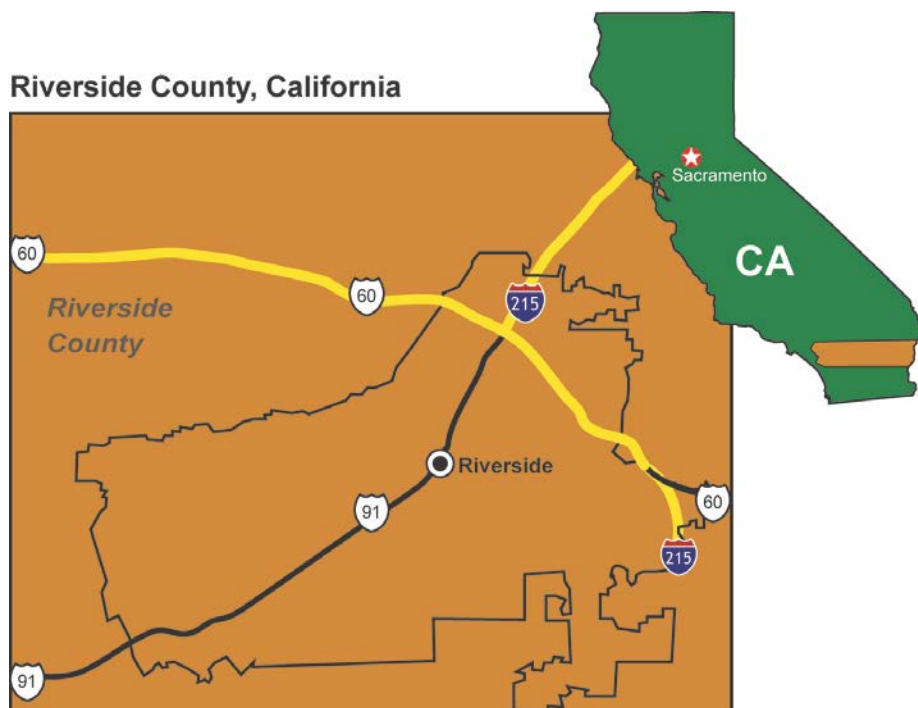 Riverside County, California
Sacramento
CA
60
60
215
Riverside
County
Riverside
91
60
215
91